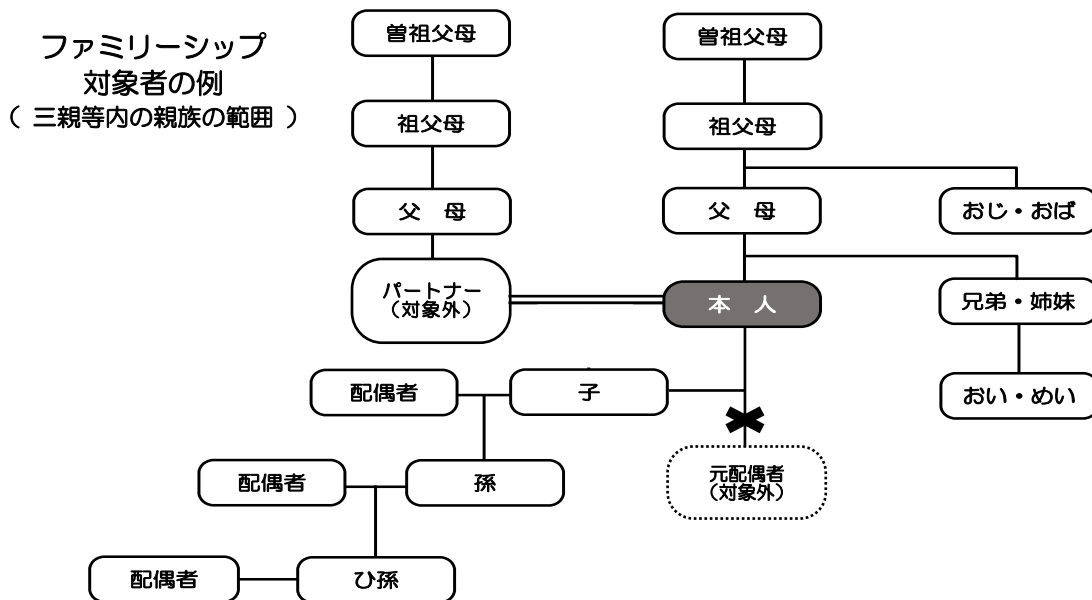 ファミリーシップ
対象者の例
（ 三親等内の親族の範囲 ）
曽祖父母
曽祖父母
祖父母
祖父母
父　母
父　母
おじ・おば
パートナー
（対象外）
本　人
兄弟・姉妹
配偶者
子
おい・めい
配偶者
孫
元配偶者
（対象外）
配偶者
ひ孫